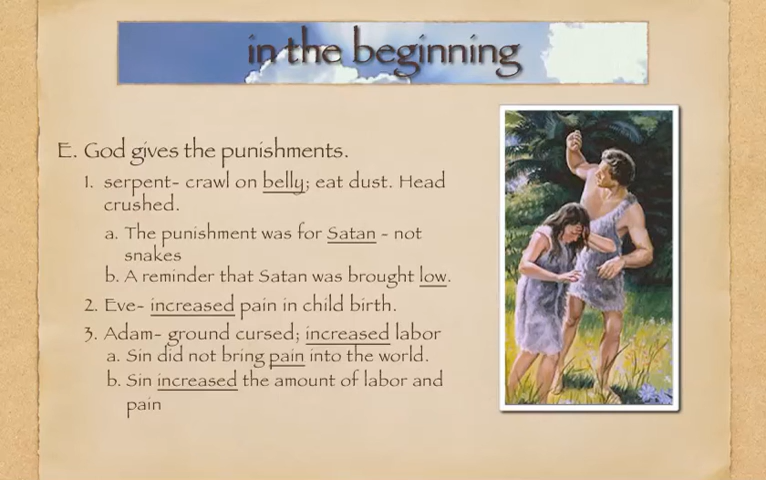 in the beginning
E. God gives the punishments.
1. serpent- crawl on belly; eat dust. Head
crushed.
a. The punishment was for Satan - not
snakes
b. A reminder that Satan was brought low.
2. Eve- increased pain in child birth.
3. Adam- ground cursed; increased labor
a. Sin did not bring pain into the world.
b. Sin increased the amount of labor and
pain